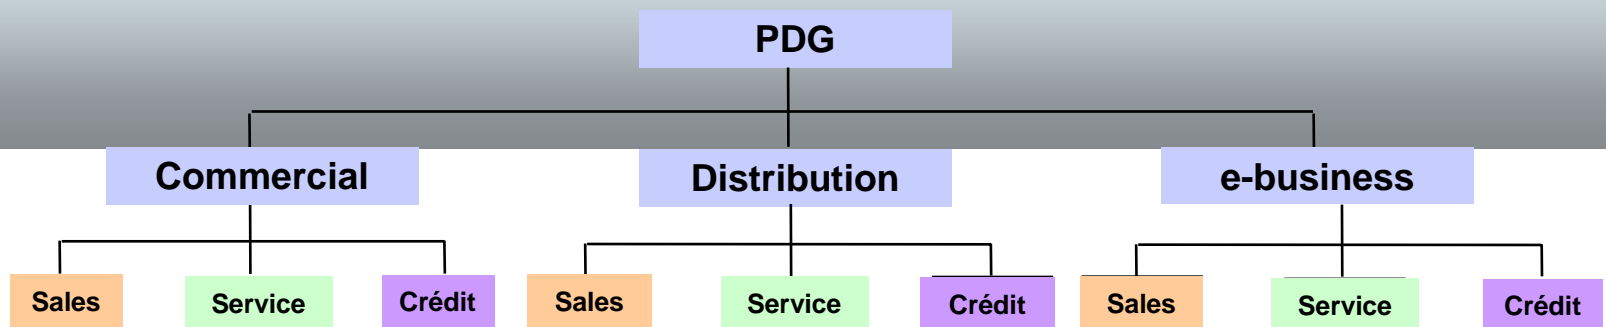 PDG
Commercial
Distribution
e-business
Sales
Service
Crédit
Sales
Service
Crédit
Sales
Service
Crédit